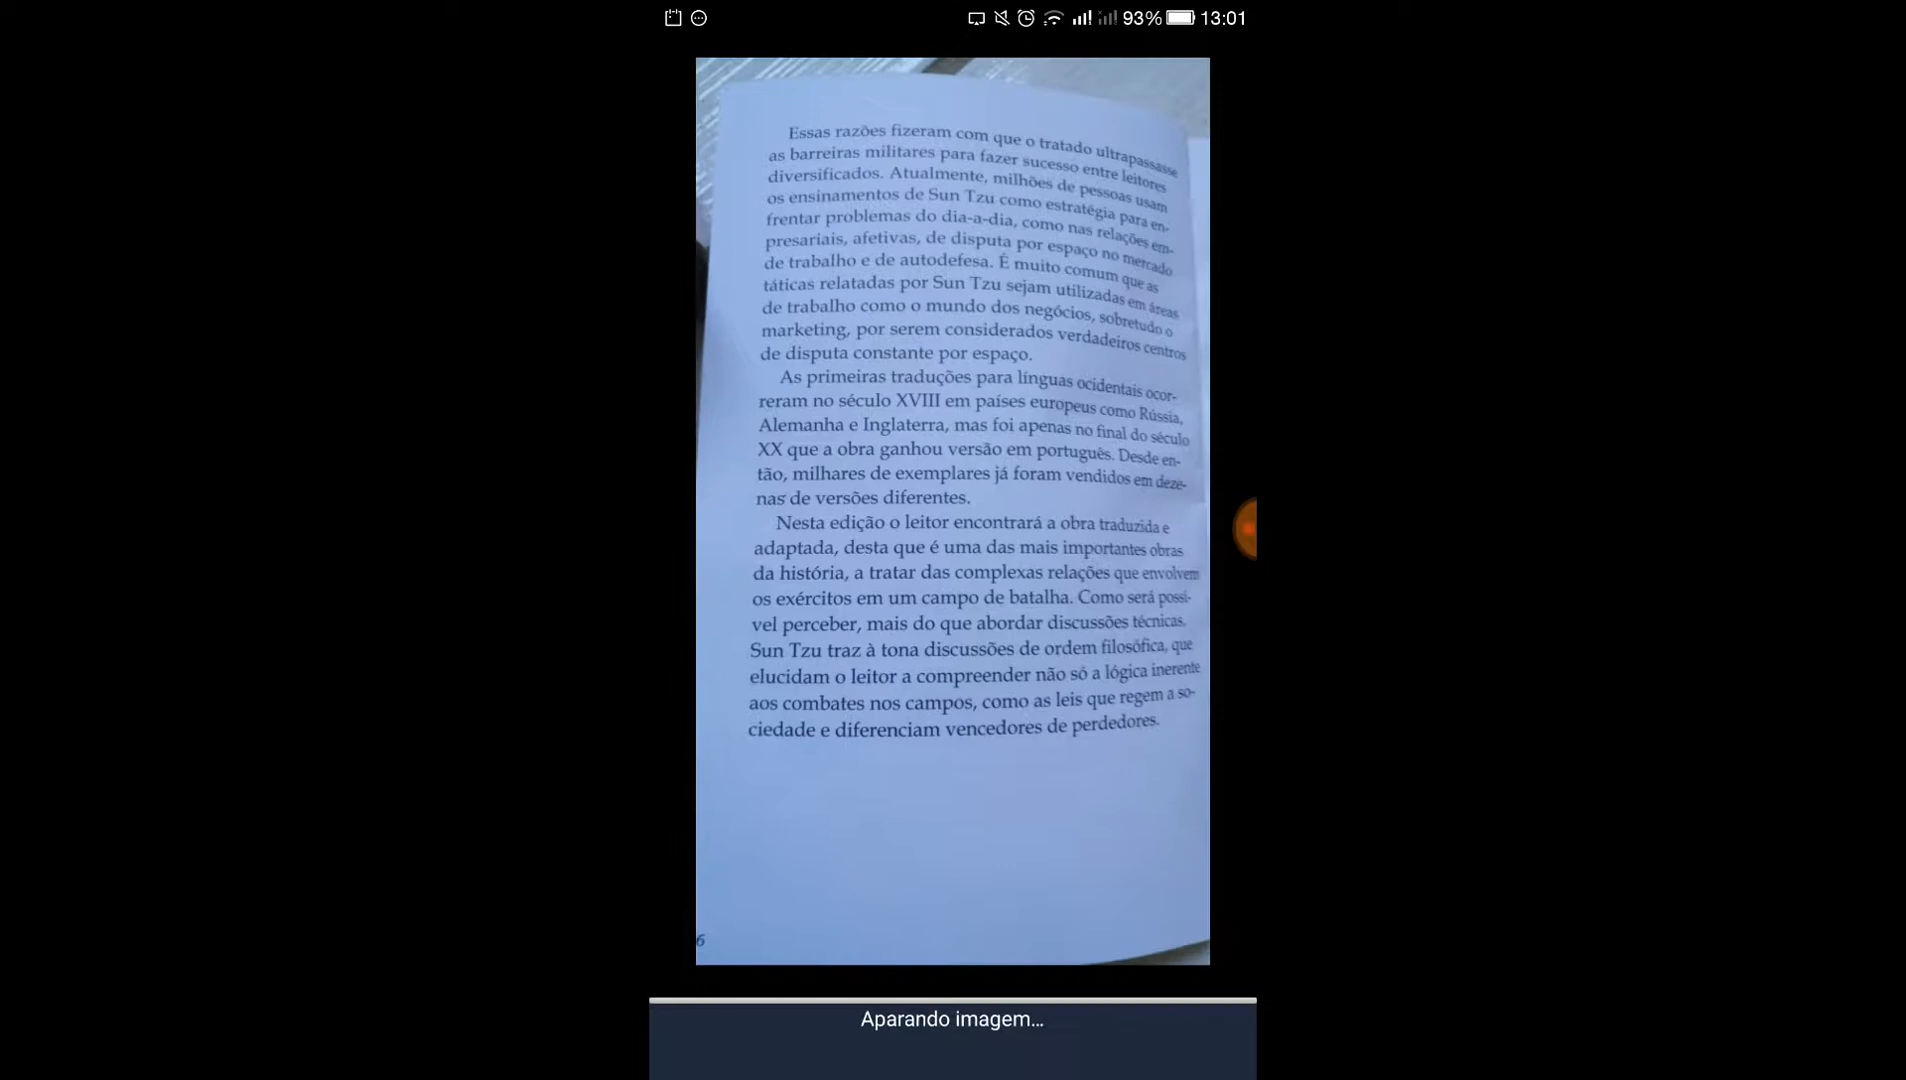 93% 13:01
Essas razões fizeram com que o tratado ultrapassasse
as barreiras militares para fazer sucesso entre leitores
diversificados. Atualmente, milhões de pessoas usam
os ensinamentos de Sun Tzu como estratégia para en-
frentar problemas do dia-a-dia, como nas relações em-
presariais, afetivas, de disputa por espaço no mercado
de trabalho e de autodefesa. É muito comum que as
táticas relatadas por Sun Tzu sejam utilizadas em áreas
de trabalho como o mundo dos negócios, sobretudo o
marketing, por serem considerados verdadeiros centros
de disputa constante por espaço.
As primeiras traduções para línguas ocidentais ocor-
reram no século XVIII em países europeus como Rússia,
Alemanha e Inglaterra, mas foi apenas no final do século
XX que a obra ganhou versão em português. Desde en-
tão, milhares de exemplares já foram vendidos em deze-
nas de versões diferentes.
Nesta edição o leitor encontrará a obra traduzida e
adaptada, desta que é uma das mais importantes obras
da história, a tratar das complexas relações que envolvem
os exércitos em um campo de batalha. Como será possí-
vel perceber, mais do que abordar discussões técnicas,
Sun Tzu traz à tona discussões de ordem filosófica, que
elucidam o leitor a compreender não só a lógica inerente
aos combates nos campos, como as leis que regem a so-
ciedade e diferenciam vencedores de perdedores.
6
Aparando imagem...